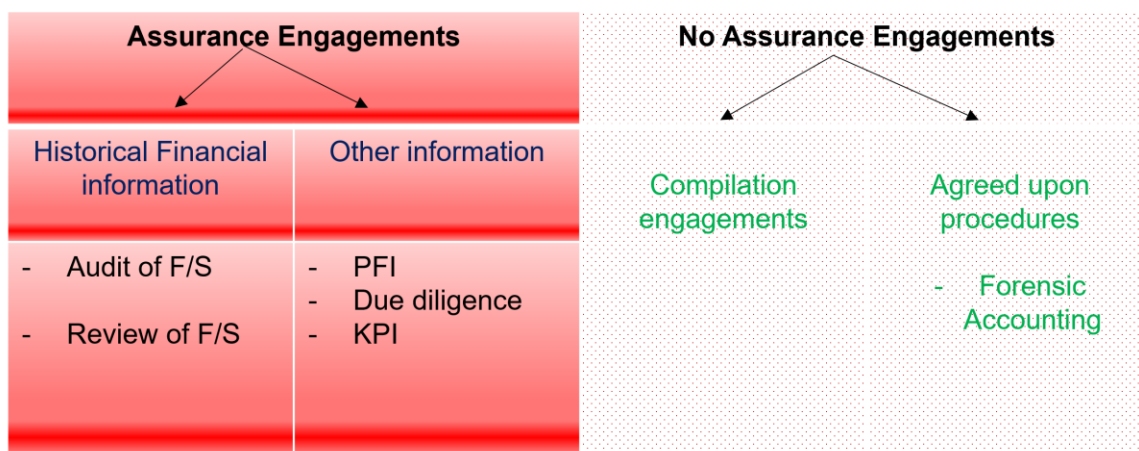 Assurance Engagements
No Assurance Engagements
Historical Financial
information
Other information
Compilation
engagements
Agreed upon
procedures
- Audit of F/S
- Review of F/S
- PFI
- Due diligence
- KPI
- Forensic
Accounting